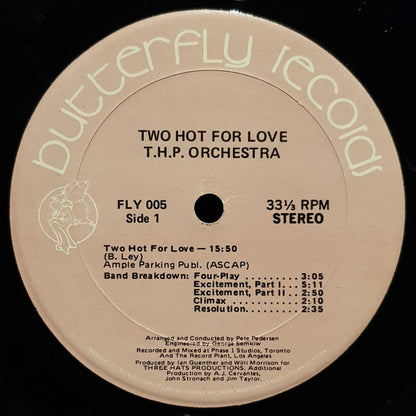 butterfly records
TWO HOT FOR LOVE
T.H.P. ORCHESTRA
FLY 005 33⅓ RPM
Side 1 STEREO
Two Hot For Love — 15:50
(B. Ley)
Ample Parking Publ. (ASCAP)
Band Breakdown: Four-Play ......... 3:05
Excitement, Part I... 5:11
Excitement, Part II .. 2:50
Climax ............ 2:10
Resolution......... 2:35
Arranged and Conducted by Pete Pedersen
Engineered by George Semkiw
Recorded and Mixed at Phase 1 Studios, Toronto
And The Record Plant, Los Angeles
Produced by Ian Guenther and Willi Morrison for
THREE HATS PRODUCTIONS. Additional
Production by A.J. Cervantes,
John Stronach and Jim Taylor.